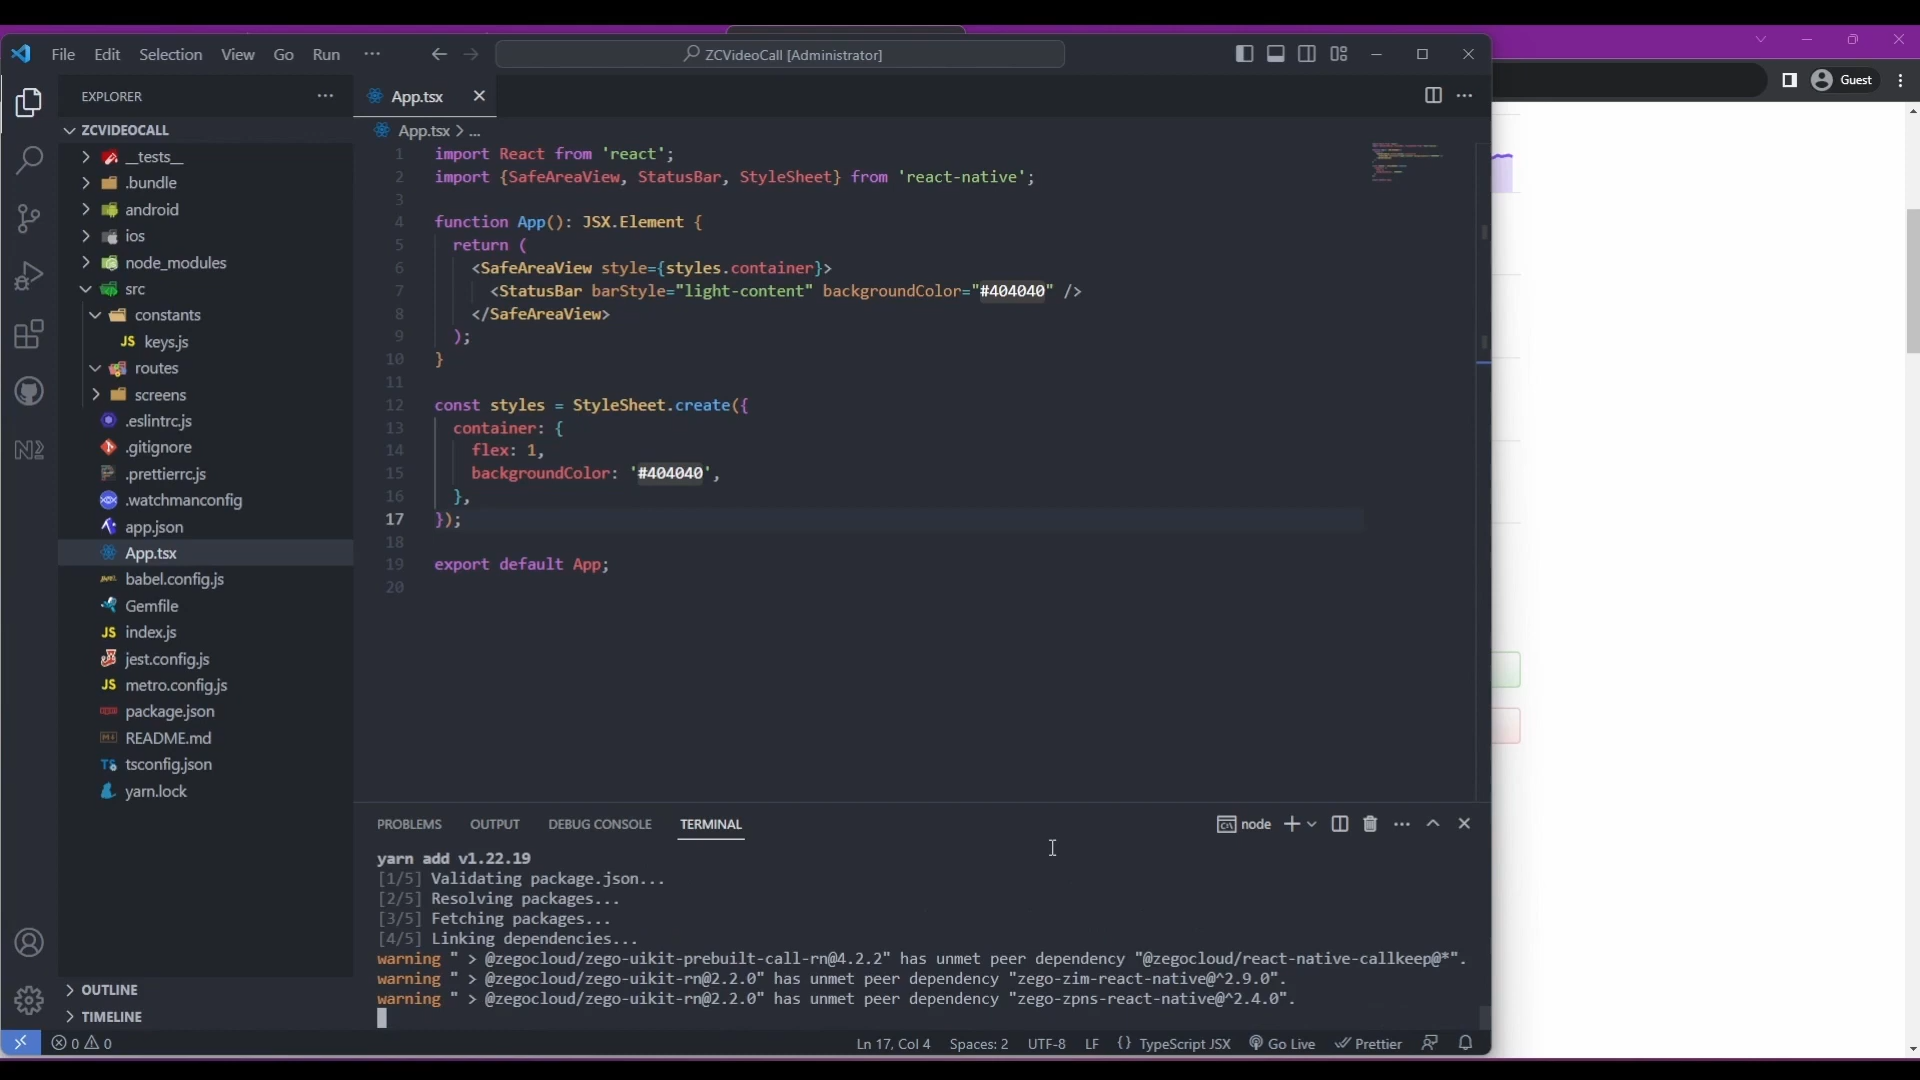 File Edit Selection View Go Run ··· ZCVideoCall [Administrator]
Guest
EXPLORER ···
App.tsx
ZCVIDEOCALL
App.tsx > ...
__tests__
.bundle
android
ios
node_modules
src
constants
JS keys.js
routes
screens
.eslintrc.js
.gitignore
.prettierrc.js
.watchmanconfig
app.json
App.tsx
babel.config.js
Gemfile
JS index.js
jest.config.js
JS metro.config.js
package.json
README.md
TS tsconfig.json
yarn.lock
OUTLINE
TIMELINE
1 import React from 'react';
2 import {SafeAreaView, StatusBar, StyleSheet} from 'react-native';
3
4 function App(): JSX.Element {
5 return (
6 <SafeAreaView style={styles.container}>
7 <StatusBar barStyle="light-content" backgroundColor="#404040" />
8 </SafeAreaView>
9 );
10 }
11
12 const styles = StyleSheet.create({
13 container: {
14 flex: 1,
15 backgroundColor: '#404040',
16 },
17 });
18
19 export default App;
20
PROBLEMS OUTPUT DEBUG CONSOLE TERMINAL node
yarn add v1.22.19
[1/5] Validating package.json...
[2/5] Resolving packages...
[3/5] Fetching packages...
[4/5] Linking dependencies...
warning " > @zegocloud/zego-uikit-prebuilt-call-rn@4.2.2" has unmet peer dependency "@zegocloud/react-native-callkeep@*".
warning " > @zegocloud/zego-uikit-rn@2.2.0" has unmet peer dependency "zego-zim-react-native@^2.9.0".
warning " > @zegocloud/zego-uikit-rn@2.2.0" has unmet peer dependency "zego-zpns-react-native@^2.4.0".
0 0 Ln 17, Col 4 Spaces: 2 UTF-8 LF {} TypeScript JSX Go Live Prettier